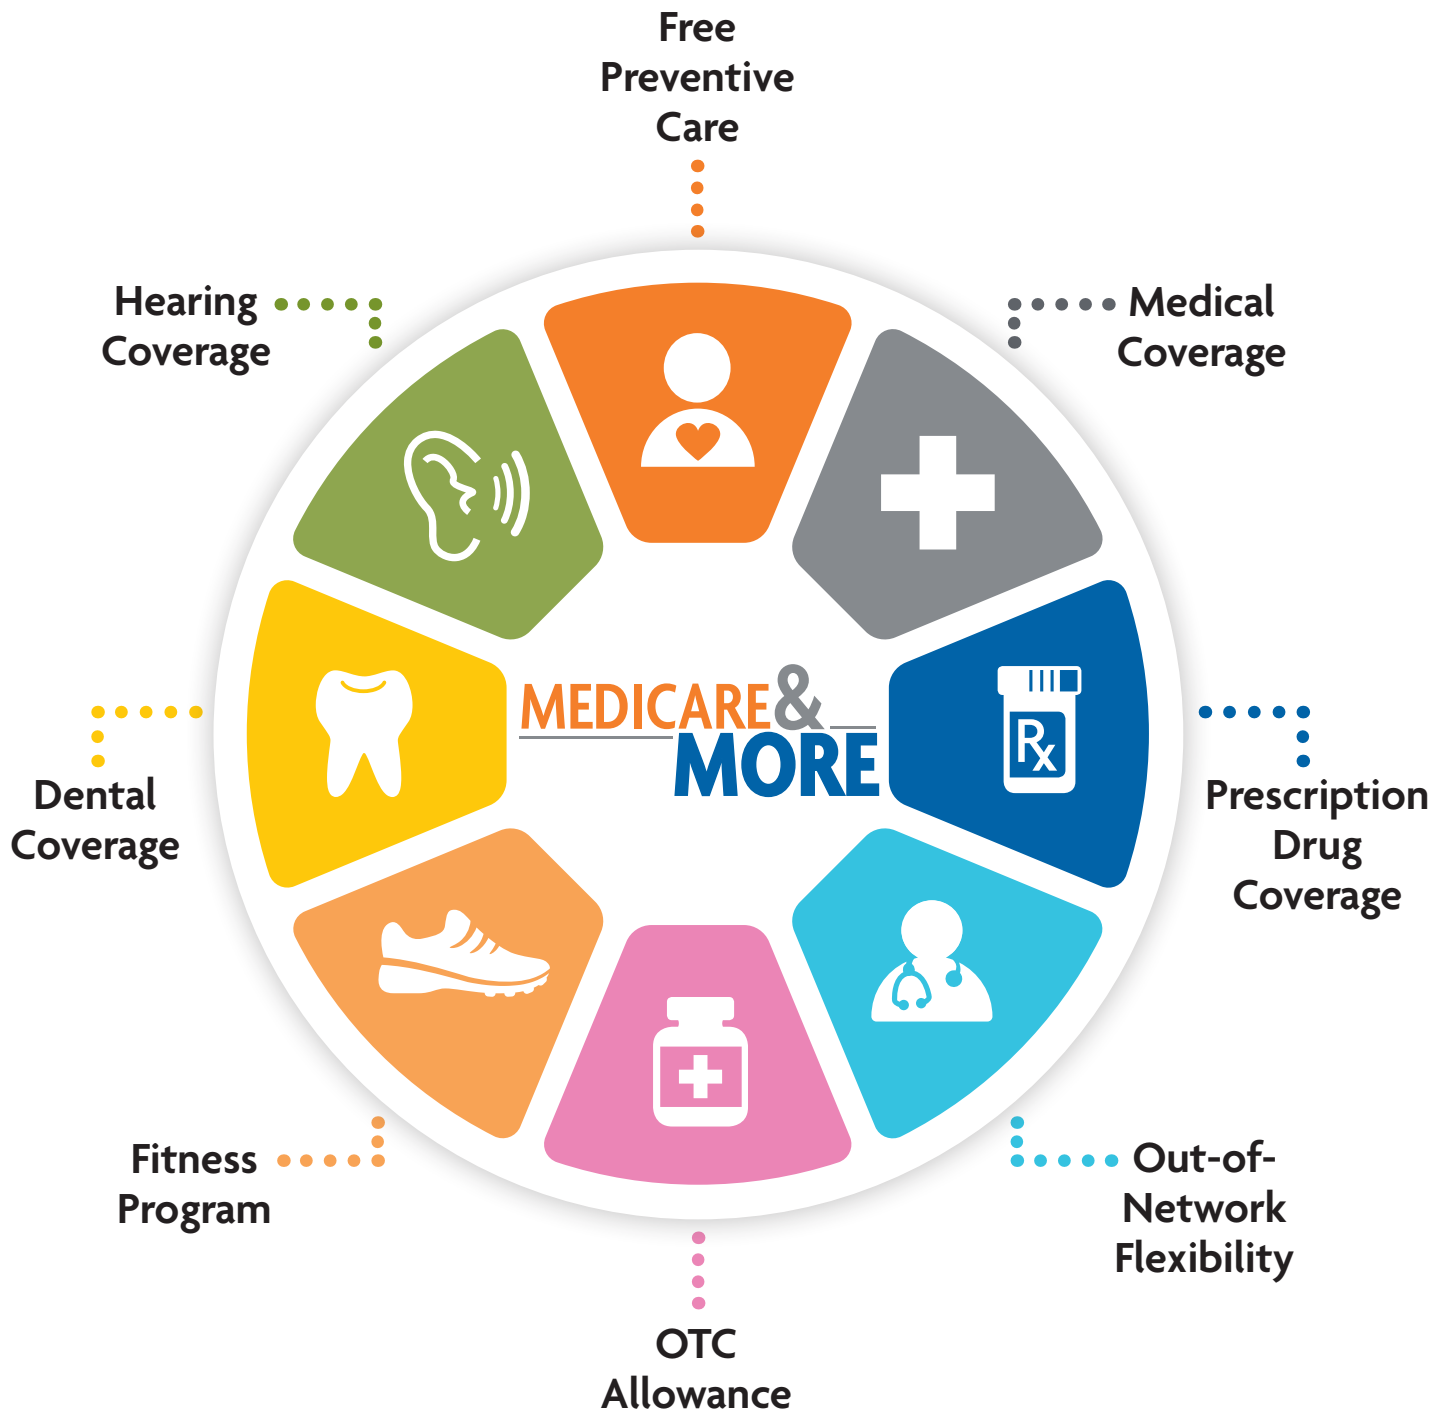 Free
Preventive
Care
Hearing
Coverage
Medical
Coverage
MEDICARE&
MORE
Rx
Dental
Coverage
Prescription
Drug
Coverage
Fitness
Program
Out-of-
Network
Flexibility
OTC
Allowance